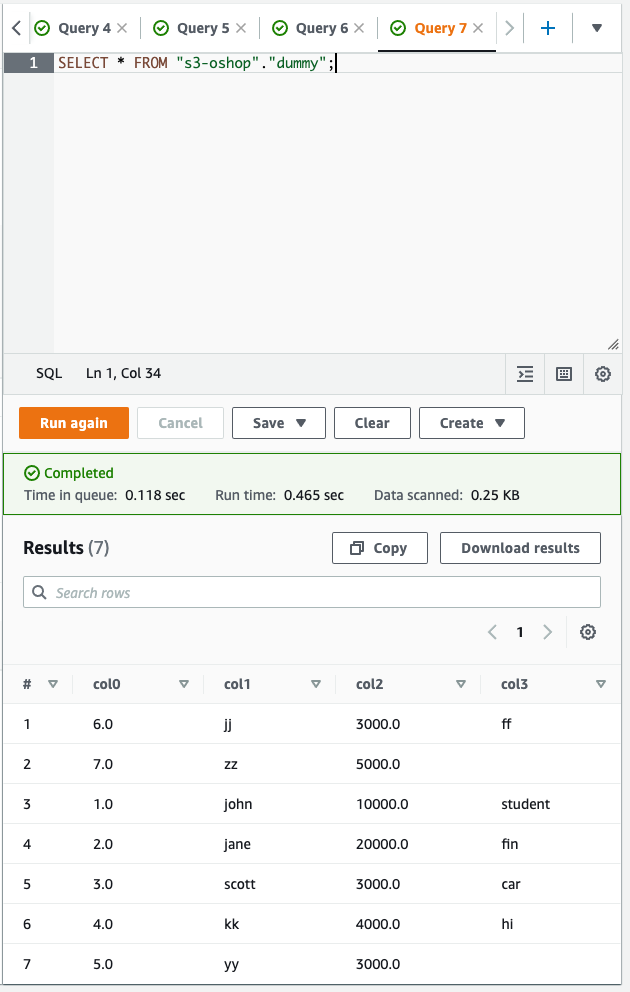 Query 4 Query 5 Query 6 Query 7
1 SELECT * FROM "s3-oshop"."dummy";
SQL Ln 1, Col 34
Run again Cancel Save Clear Create
Completed
Time in queue: 0.118 sec Run time: 0.465 sec Data scanned: 0.25 KB
Results (7) Copy Download results
Search rows
1
# col0 col1 col2 col3
1 6.0 jj 3000.0 ff
2 7.0 zz 5000.0
3 1.0 john 10000.0 student
4 2.0 jane 20000.0 fin
5 3.0 scott 3000.0 car
6 4.0 kk 4000.0 hi
7 5.0 yy 3000.0